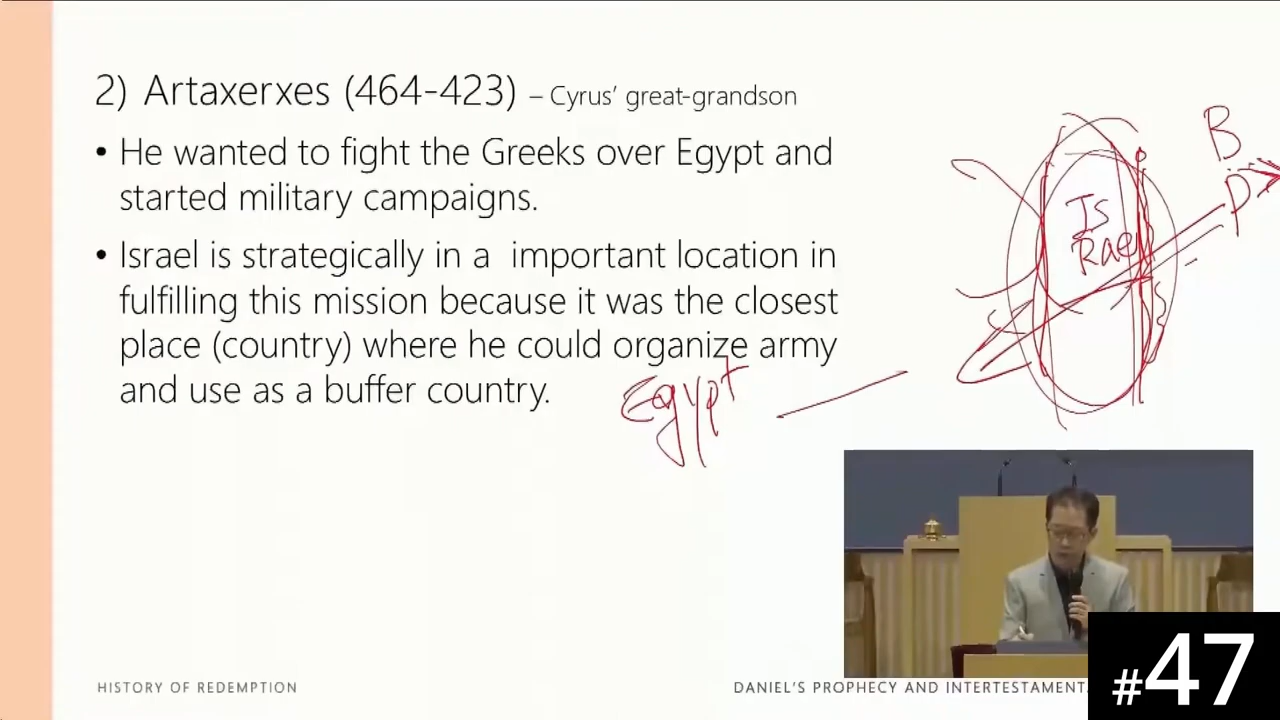 2) Artaxerxes (464-423) – Cyrus’ great-grandson
• He wanted to fight the Greeks over Egypt and
started military campaigns.
• Israel is strategically in a important location in
fulfilling this mission because it was the closest
place (country) where he could organize army
and use as a buffer country.
B
P
Is
Rael
Egypt
HISTORY OF REDEMPTION
DANIEL’S PROPHECY AND INTERTESTAMENT
#47